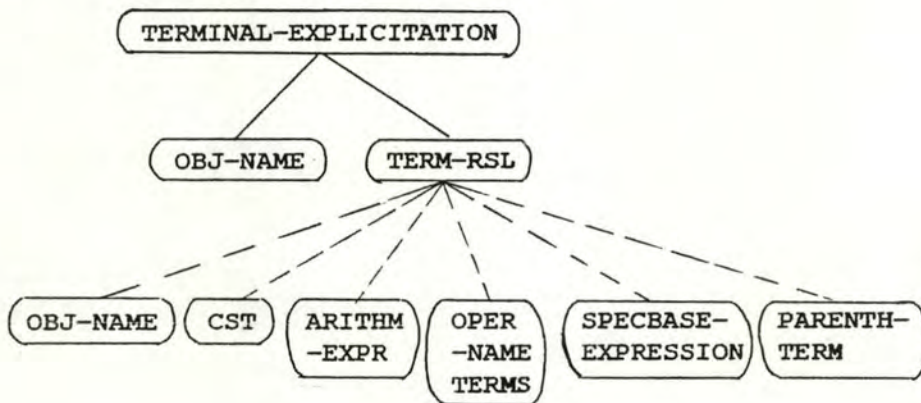 TERMINAL-EXPLICITATION
OBJ-NAME
TERM-RSL
OBJ-NAME
CST
ARITHM
-EXPR
OPER
-NAME
TERMS
SPECBASE-
EXPRESSION
PARENTH-
TERM